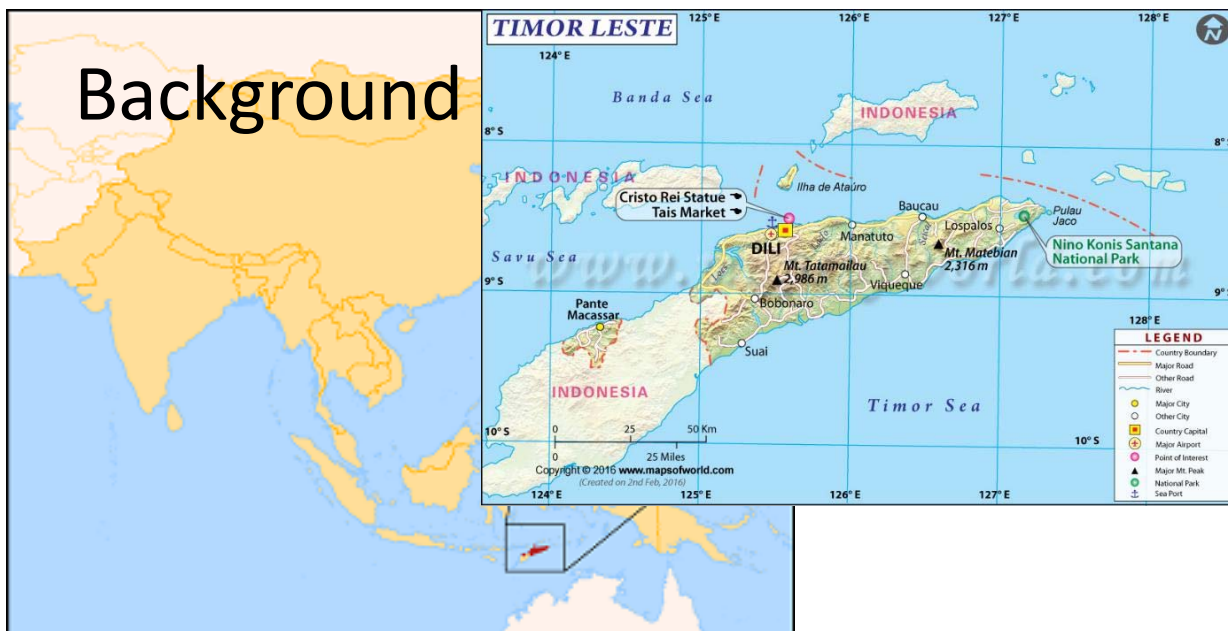 Background
TIMOR LESTE
125° E
126° E
127° E
128° E
124° E
N
Banda Sea
INDONESIA
8° S
8° S
INDONESIA
Ilha de Ataúro
Cristo Rei Statue
Tais Market
Baucau
Lospalos
Pulau
Jaco
Manatuto
DILI
Nino Konis Santana
National Park
Mt. Matebian
2,316 m
Savu Sea
Loes
Mt. Tatamailau
2,986 m
Viqueque
9° S
9° S
Pante
Macassar
Bobonaro
Suai
128° E
INDONESIA
Timor Sea
LEGEND
Country Boundary
Major Road
Other Road
River
Major City
Other City
Country Capital
Major Airport
Point of Interest
Major Mt. Peak
National Park
Sea Port
10° S
10° S
0 25 50 Km
0 25 Miles
Copyright © 2016 www.mapsofworld.com
(Created on 2nd Feb, 2016)
124° E
125° E
126° E
127° E